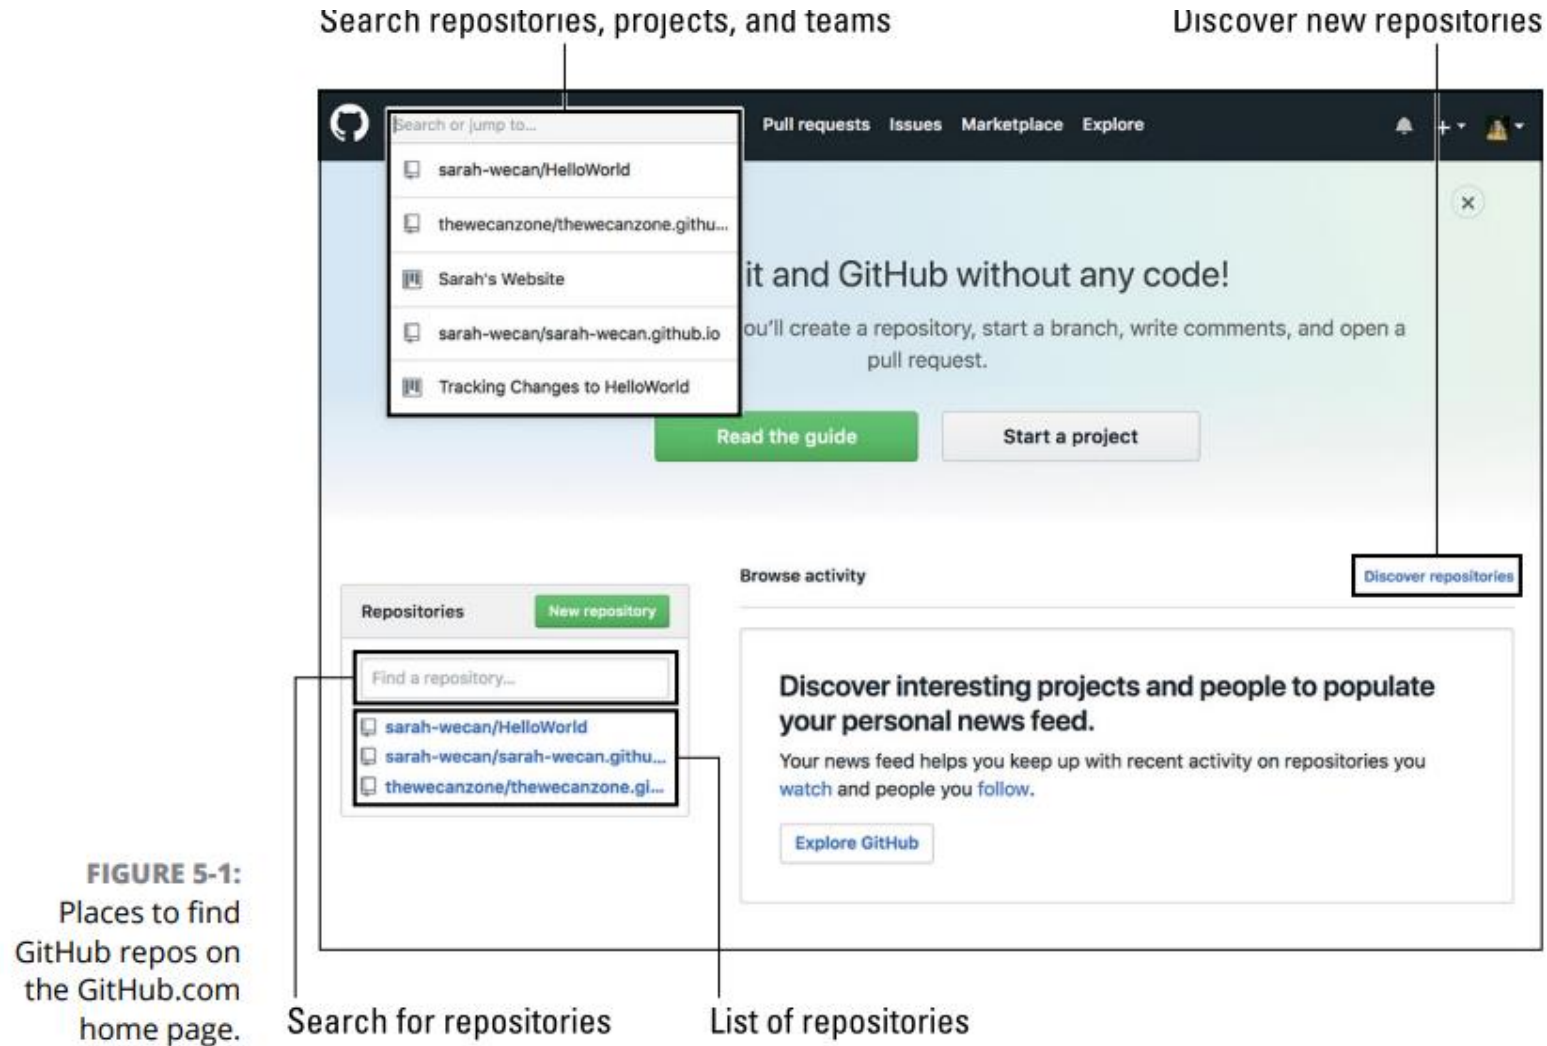 Search repositories, projects, and teams
Discover new repositories
Search or jump to...
Pull requests Issues Marketplace Explore
sarah-wecan/HelloWorld
thewecanzone/thewecanzone.githu...
Sarah's Website
sarah-wecan/sarah-wecan.github.io
Tracking Changes to HelloWorld
it and GitHub without any code!
ou'll create a repository, start a branch, write comments, and open a
pull request.
Read the guide
Start a project
Browse activity
Discover repositories
Repositories
New repository
Find a repository...
sarah-wecan/HelloWorld
sarah-wecan/sarah-wecan.githu...
thewecanzone/thewecanzone.gi...
Discover interesting projects and people to populate
your personal news feed.
Your news feed helps you keep up with recent activity on repositories you
watch and people you follow.
Explore GitHub
FIGURE 5-1:
Places to find
GitHub repos on
the GitHub.com
home page.
Search for repositories
List of repositories